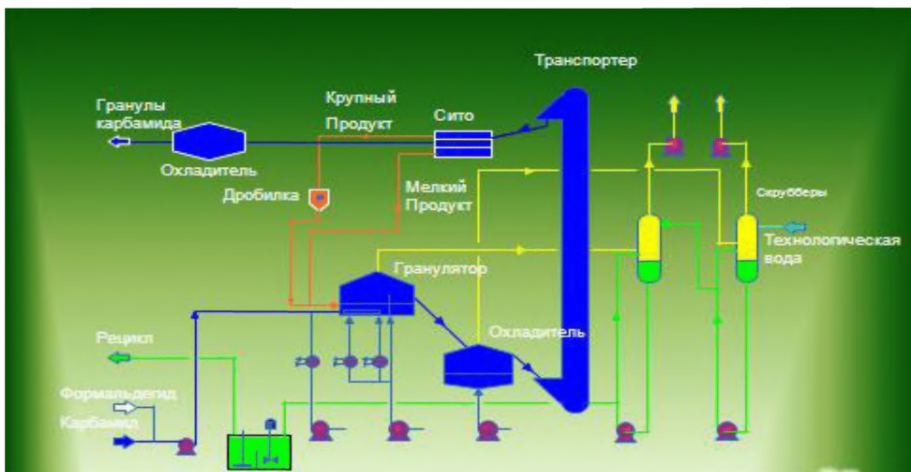 Транспортер
Крупный
Продукт
Сито
Гранулы
карбамида
Охладитель
Дробилка
Мелкий
Продукт
Скрубберы
Технологическая
вода
Гранулятор
Охладитель
Рецикл
Формальдегид
Карбамид